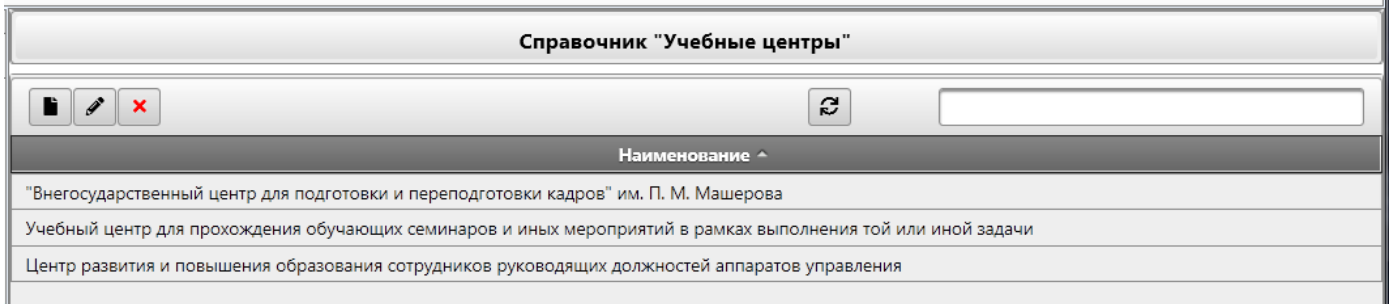 Справочник "Учебные центры"
Наименование
"Внегосударственный центр для подготовки и переподготовки кадров" им. П. М. Машерова
Учебный центр для прохождения обучающих семинаров и иных мероприятий в рамках выполнения той или иной задачи
Центр развития и повышения образования сотрудников руководящих должностей аппаратов управления